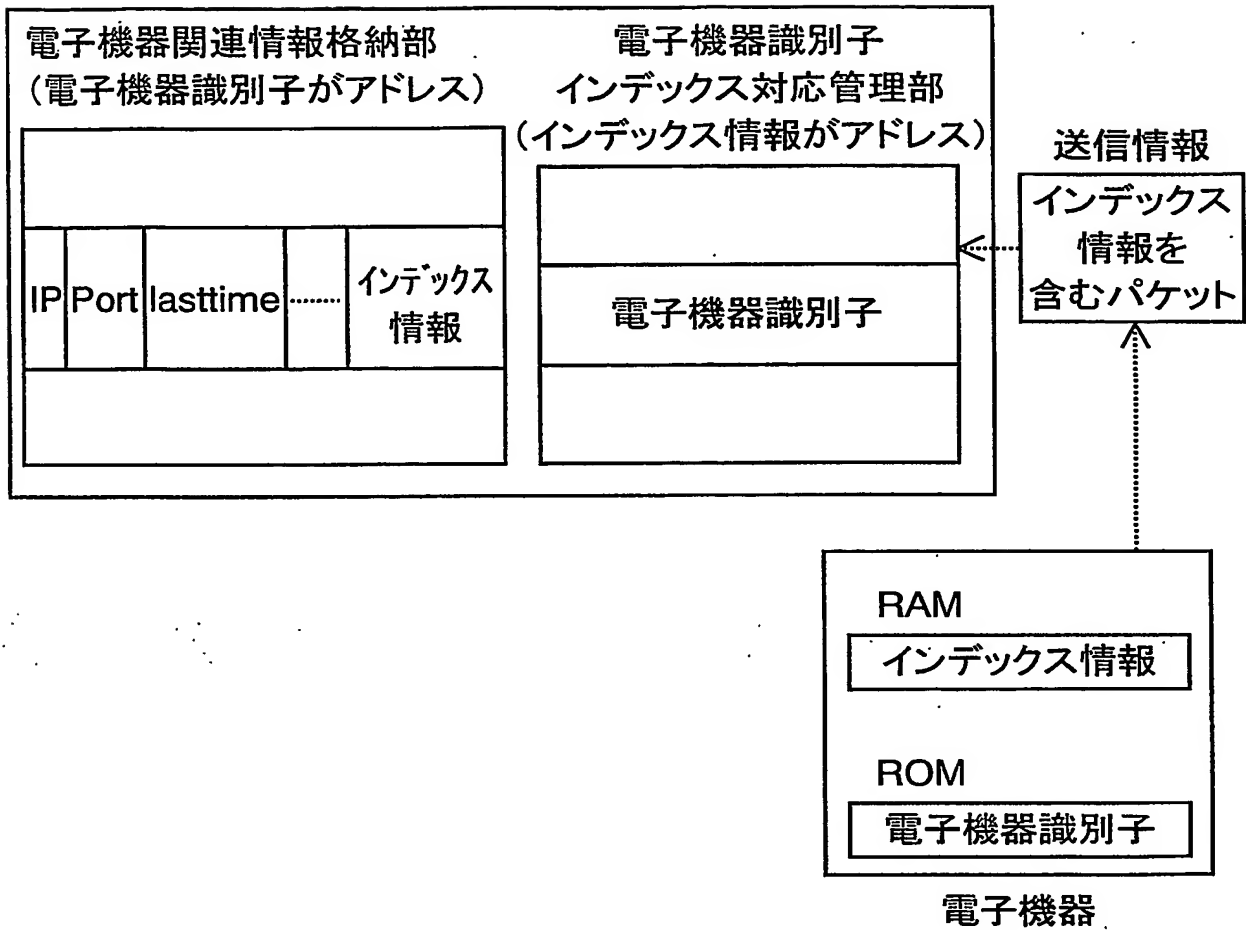 電子機器関連情報格納部
(電子機器識別子がアドレス)
電子機器識別子
インデックス対応管理部
(インデックス情報がアドレス)
IP
Port
lasttime
........
インデックス
情報
電子機器識別子
送信情報
インデックス
情報を
含むパケット
RAM
インデックス情報
ROM
電子機器識別子
電子機器